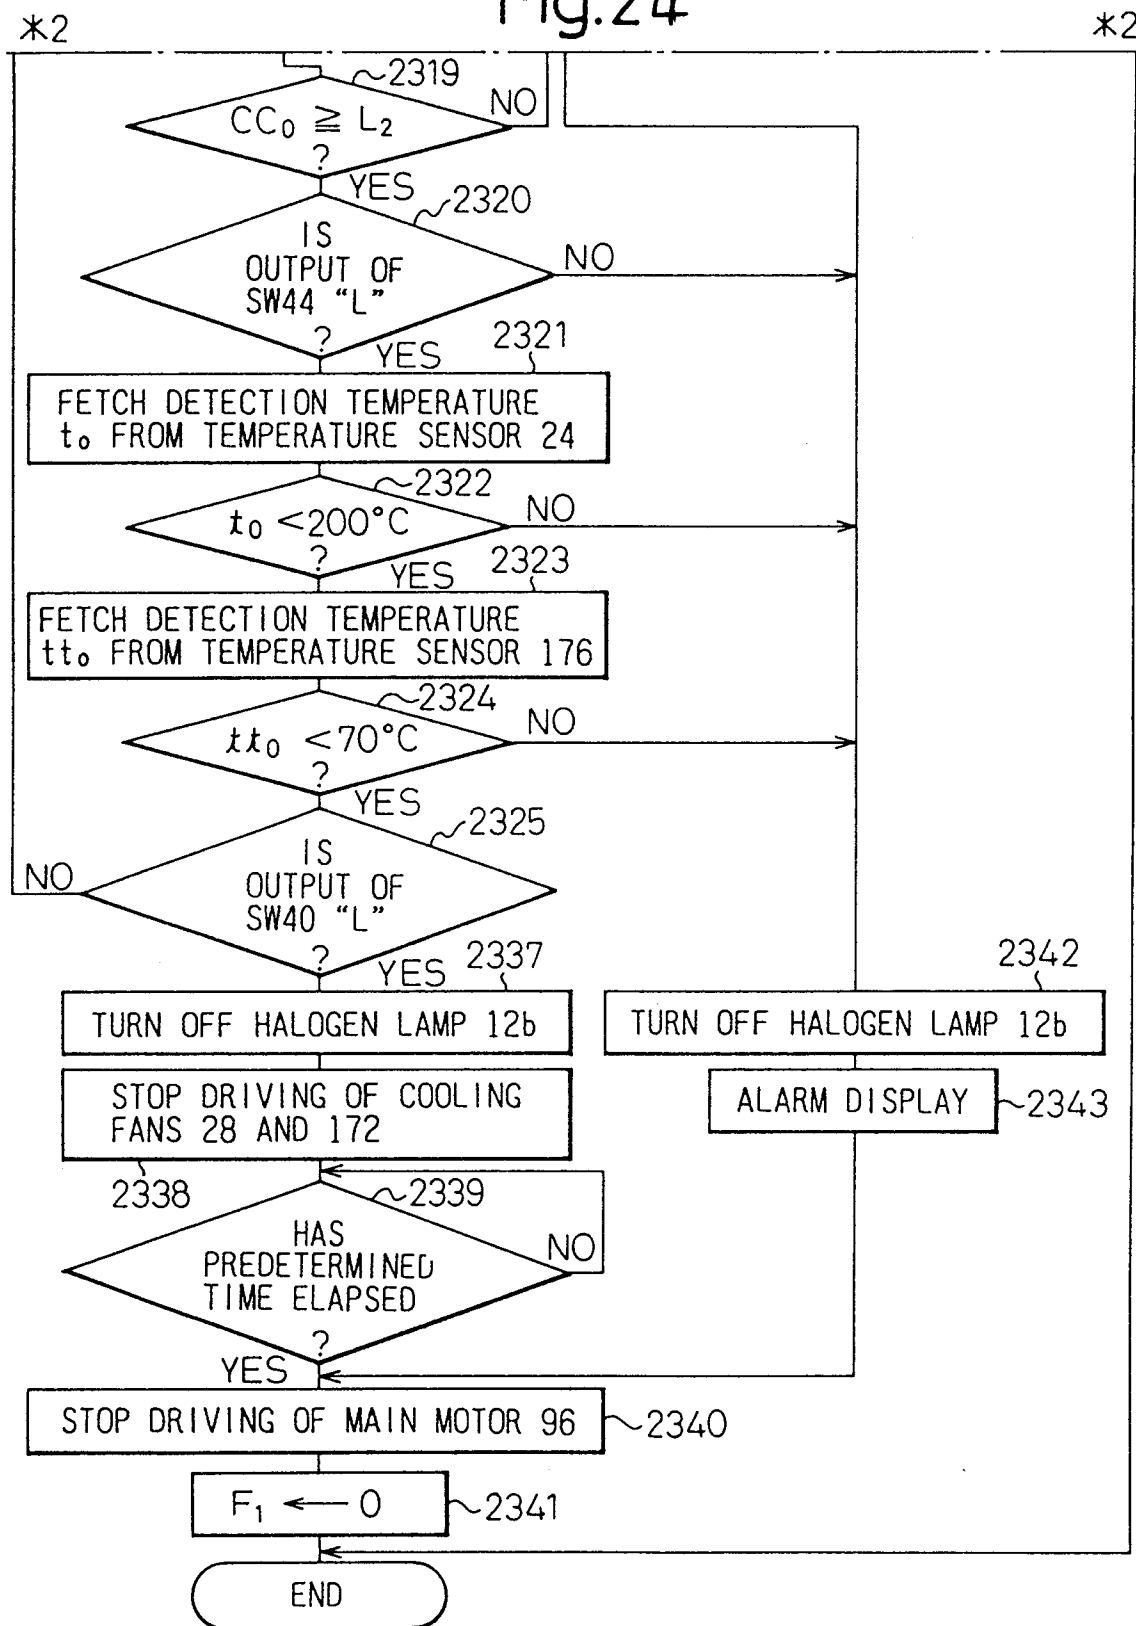 Fig.24
*2 *2
2319
CC₀ ≧ L₂
?
NO
YES
2320
IS
OUTPUT OF
SW44 “L”
?
NO
YES
2321
FETCH DETECTION TEMPERATURE
t₀ FROM TEMPERATURE SENSOR 24
2322
t₀ <200°C
?
NO
YES
2323
FETCH DETECTION TEMPERATURE
tt₀ FROM TEMPERATURE SENSOR 176
2324
tt₀ <70°C
?
NO
YES
2325
IS
OUTPUT OF
SW40 “L”
?
NO
YES
2337
TURN OFF HALOGEN LAMP 12b
2342
TURN OFF HALOGEN LAMP 12b
STOP DRIVING OF COOLING
FANS 28 AND 172
2338
ALARM DISPLAY
2343
2339
HAS
PREDETERMINED
TIME ELAPSED
?
NO
YES
STOP DRIVING OF MAIN MOTOR 96
2340
F₁ ← 0
2341
END